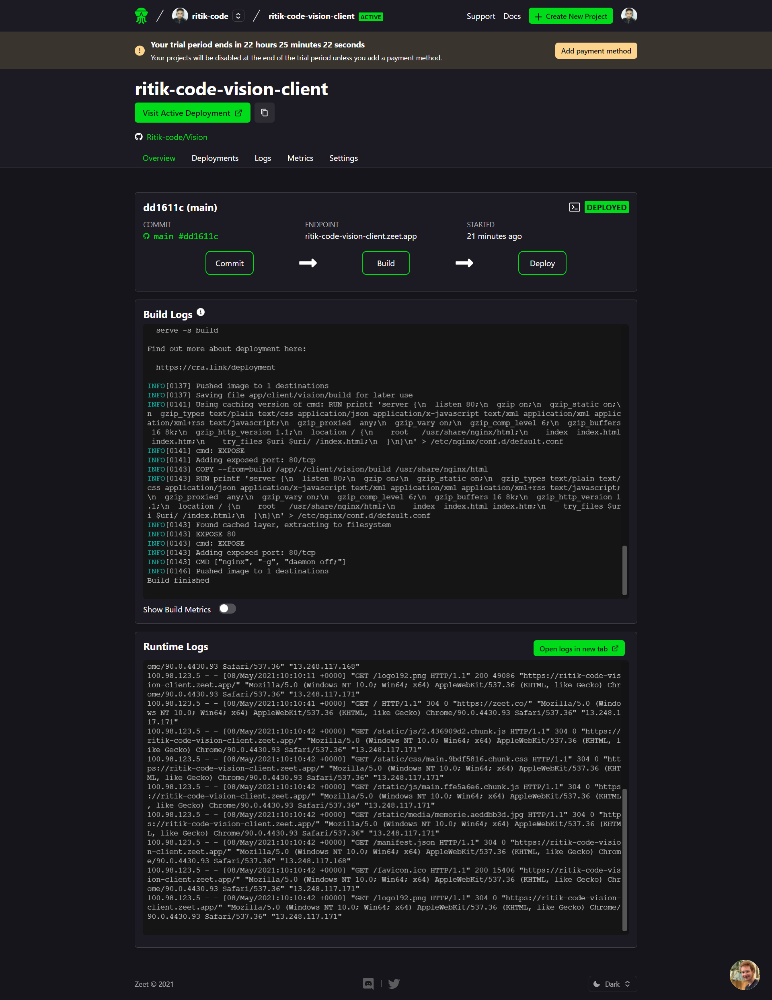 ritik-code
ritik-code-vision-client ACTIVE
Support Docs Create New Project
Your trial period ends in 22 hours 25 minutes 22 seconds
Your projects will be disabled at the end of the trial period unless you add a payment method.
Add payment method
ritik-code-vision-client
Visit Active Deployment
Ritik-code/Vision
Overview Deployments Logs Metrics Settings
dd1611c (main)
DEPLOYED
COMMIT ENDPOINT STARTED
main #dd1611c ritik-code-vision-client.zeet.app 21 minutes ago
Commit Build Deploy
Build Logs
serve -s build
Find out more about deployment here:
https://cra.link/deployment
INFO[0137] Pushed image to 1 destinations
INFO[0137] Saving file app/client/vision/build for later use
INFO[0141] Using caching version of cmd: RUN printf 'server {\n  listen 80;\n  gzip on;\n  gzip_static on;\
n  gzip_types text/plain text/css application/json application/x-javascript text/xml application/xml applic
ation/xml+rss text/javascript;\n  gzip_proxied  any;\n  gzip_vary on;\n  gzip_comp_level 6;\n  gzip_buffers
16 8k;\n  gzip_http_version 1.1;\n  location / {\n    root   /usr/share/nginx/html;\n    index  index.html
index.htm;\n    try_files $uri $uri/ /index.html;\n  }\n}\n' > /etc/nginx/conf.d/default.conf
INFO[0141] cmd: EXPOSE
INFO[0141] Adding exposed port: 80/tcp
INFO[0143] COPY --from=build /app/./client/vision/build /usr/share/nginx/html
INFO[0143] RUN printf 'server {\n  listen 80;\n  gzip on;\n  gzip_static on;\n  gzip_types text/plain text/
css application/json application/x-javascript text/xml application/xml application/xml+rss text/javascript;
\n  gzip_proxied  any;\n  gzip_vary on;\n  gzip_comp_level 6;\n  gzip_buffers 16 8k;\n  gzip_http_version 1
.1;\n  location / {\n    root   /usr/share/nginx/html;\n    index  index.html index.htm;\n    try_files $ur
i $uri/ /index.html;\n  }\n}\n' > /etc/nginx/conf.d/default.conf
INFO[0143] Found cached layer, extracting to filesystem
INFO[0143] EXPOSE 80
INFO[0143] cmd: EXPOSE
INFO[0143] Adding exposed port: 80/tcp
INFO[0143] CMD ["nginx", "-g", "daemon off;"]
INFO[0146] Pushed image to 1 destinations
Build finished
Show Build Metrics
Runtime Logs
Open logs in new tab
ome/90.0.4430.93 Safari/537.36" "13.248.117.168"
100.98.123.5 - - [08/May/2021:10:10:11 +0000] "GET /logo192.png HTTP/1.1" 200 49086 "https://ritik-code-vis
ion-client.zeet.app/" "Mozilla/5.0 (Windows NT 10.0; Win64; x64) AppleWebKit/537.36 (KHTML, like Gecko) Chr
ome/90.0.4430.93 Safari/537.36" "13.248.117.171"
100.98.123.5 - - [08/May/2021:10:10:41 +0000] "GET / HTTP/1.1" 304 0 "https://zeet.co/" "Mozilla/5.0 (Windo
ws NT 10.0; Win64; x64) AppleWebKit/537.36 (KHTML, like Gecko) Chrome/90.0.4430.93 Safari/537.36" "13.248.1
17.171"
100.98.123.5 - - [08/May/2021:10:10:42 +0000] "GET /static/js/2.436909d2.chunk.js HTTP/1.1" 304 0 "https://
ritik-code-vision-client.zeet.app/" "Mozilla/5.0 (Windows NT 10.0; Win64; x64) AppleWebKit/537.36 (KHTML, l
ike Gecko) Chrome/90.0.4430.93 Safari/537.36" "13.248.117.171"
100.98.123.5 - - [08/May/2021:10:10:42 +0000] "GET /static/css/main.9bdf5816.chunk.css HTTP/1.1" 304 0 "htt
ps://ritik-code-vision-client.zeet.app/" "Mozilla/5.0 (Windows NT 10.0; Win64; x64) AppleWebKit/537.36 (KHT
ML, like Gecko) Chrome/90.0.4430.93 Safari/537.36" "13.248.117.171"
100.98.123.5 - - [08/May/2021:10:10:42 +0000] "GET /static/js/main.ffe5a6e6.chunk.js HTTP/1.1" 304 0 "https
://ritik-code-vision-client.zeet.app/" "Mozilla/5.0 (Windows NT 10.0; Win64; x64) AppleWebKit/537.36 (KHTML
, like Gecko) Chrome/90.0.4430.93 Safari/537.36" "13.248.117.171"
100.98.123.5 - - [08/May/2021:10:10:42 +0000] "GET /static/media/memorie.aeddbb3d.jpg HTTP/1.1" 304 0 "http
s://ritik-code-vision-client.zeet.app/" "Mozilla/5.0 (Windows NT 10.0; Win64; x64) AppleWebKit/537.36 (KHTM
L, like Gecko) Chrome/90.0.4430.93 Safari/537.36" "13.248.117.171"
100.98.123.5 - - [08/May/2021:10:10:42 +0000] "GET /manifest.json HTTP/1.1" 304 0 "https://ritik-code-visio
n-client.zeet.app/" "Mozilla/5.0 (Windows NT 10.0; Win64; x64) AppleWebKit/537.36 (KHTML, like Gecko) Chrom
e/90.0.4430.93 Safari/537.36" "13.248.117.168"
100.98.123.5 - - [08/May/2021:10:10:42 +0000] "GET /favicon.ico HTTP/1.1" 200 15406 "https://ritik-code-vis
ion-client.zeet.app/" "Mozilla/5.0 (Windows NT 10.0; Win64; x64) AppleWebKit/537.36 (KHTML, like Gecko) Chr
ome/90.0.4430.93 Safari/537.36" "13.248.117.171"
100.98.123.5 - - [08/May/2021:10:10:42 +0000] "GET /logo192.png HTTP/1.1" 304 0 "https://ritik-code-vision-
client.zeet.app/" "Mozilla/5.0 (Windows NT 10.0; Win64; x64) AppleWebKit/537.36 (KHTML, like Gecko) Chrome/
90.0.4430.93 Safari/537.36" "13.248.117.171"
Zeet © 2021
Dark